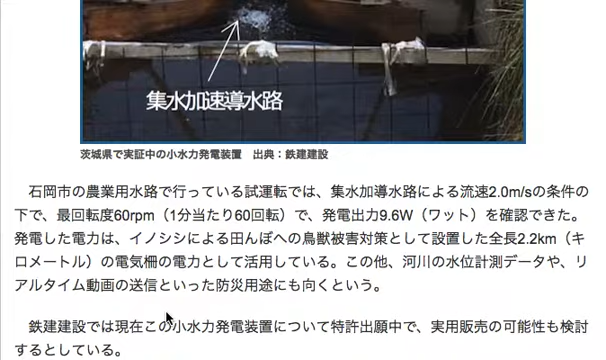 集水加速導水路
茨城県で実証中の小水力発電装置　出典：鉄建建設
石岡市の農業用水路で行っている試運転では、集水加導水路による流速2.0m/sの条件の
下で、最回転度60rpm（1分当たり60回転）で、発電出力9.6W（ワット）を確認できた。
発電した電力は、イノシシによる田んぼへの鳥獣被害対策として設置した全長2.2km（キ
ロメートル）の電気柵の電力として活用している。この他、河川の水位計測データや、リ
アルタイム動画の送信といった防災用途にも向くという。
鉄建建設では現在この小水力発電装置について特許出願中で、実用販売の可能性も検討
するとしている。